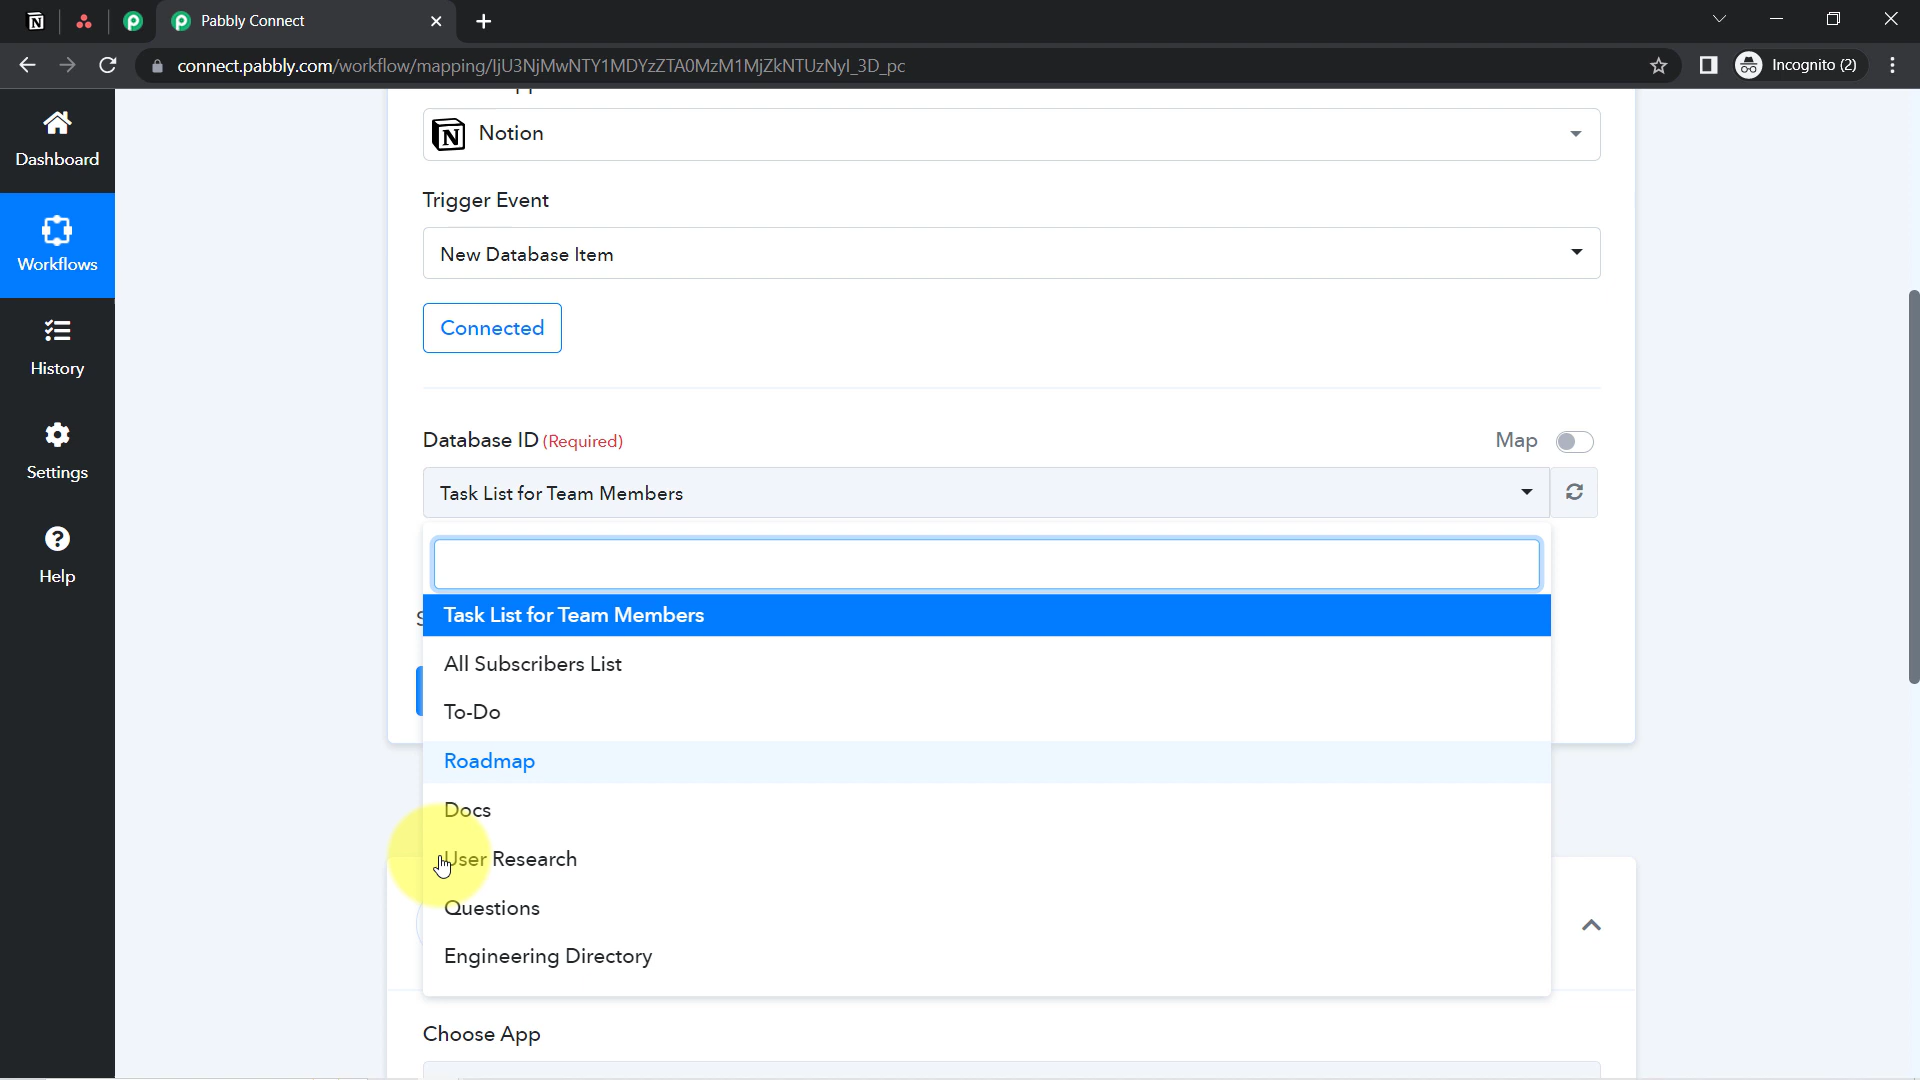 Pabbly Connect
connect.pabbly.com/workflow/mapping/IjU3NjMwNTY1MDYzZTA0MzM1MjZkNTUzNyI_3D_pc
Incognito (2)
Dashboard
Workflows
History
Settings
Help
Notion
Trigger Event
New Database Item
Connected
Database ID (Required)
Map
Task List for Team Members
Task List for Team Members
All Subscribers List
To-Do
Roadmap
Docs
User Research
Questions
Engineering Directory
Choose App